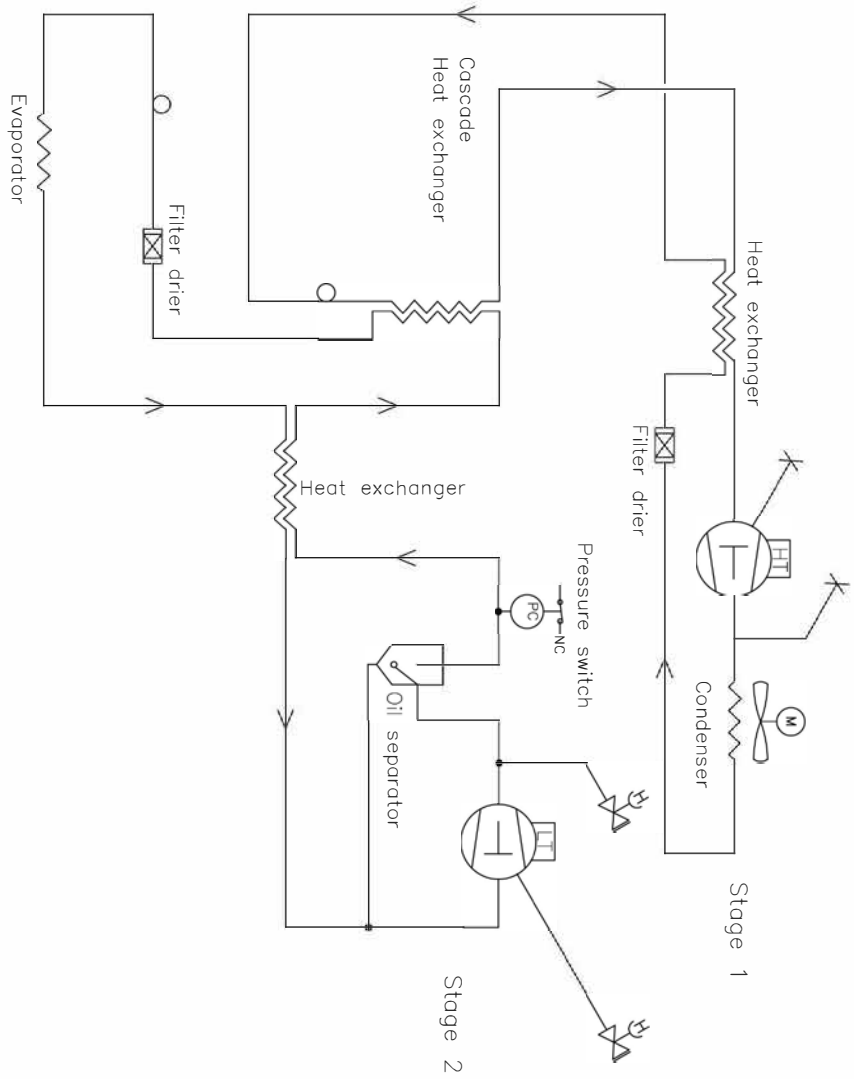 Stage 1
Condenser
M
HT
Heat exchanger
Filter drier
Stage 2
LT
H
H
Pressure switch
PC
NC
Oil separator
Heat exchanger
Cascade
Heat exchanger
Filter drier
Evaporator